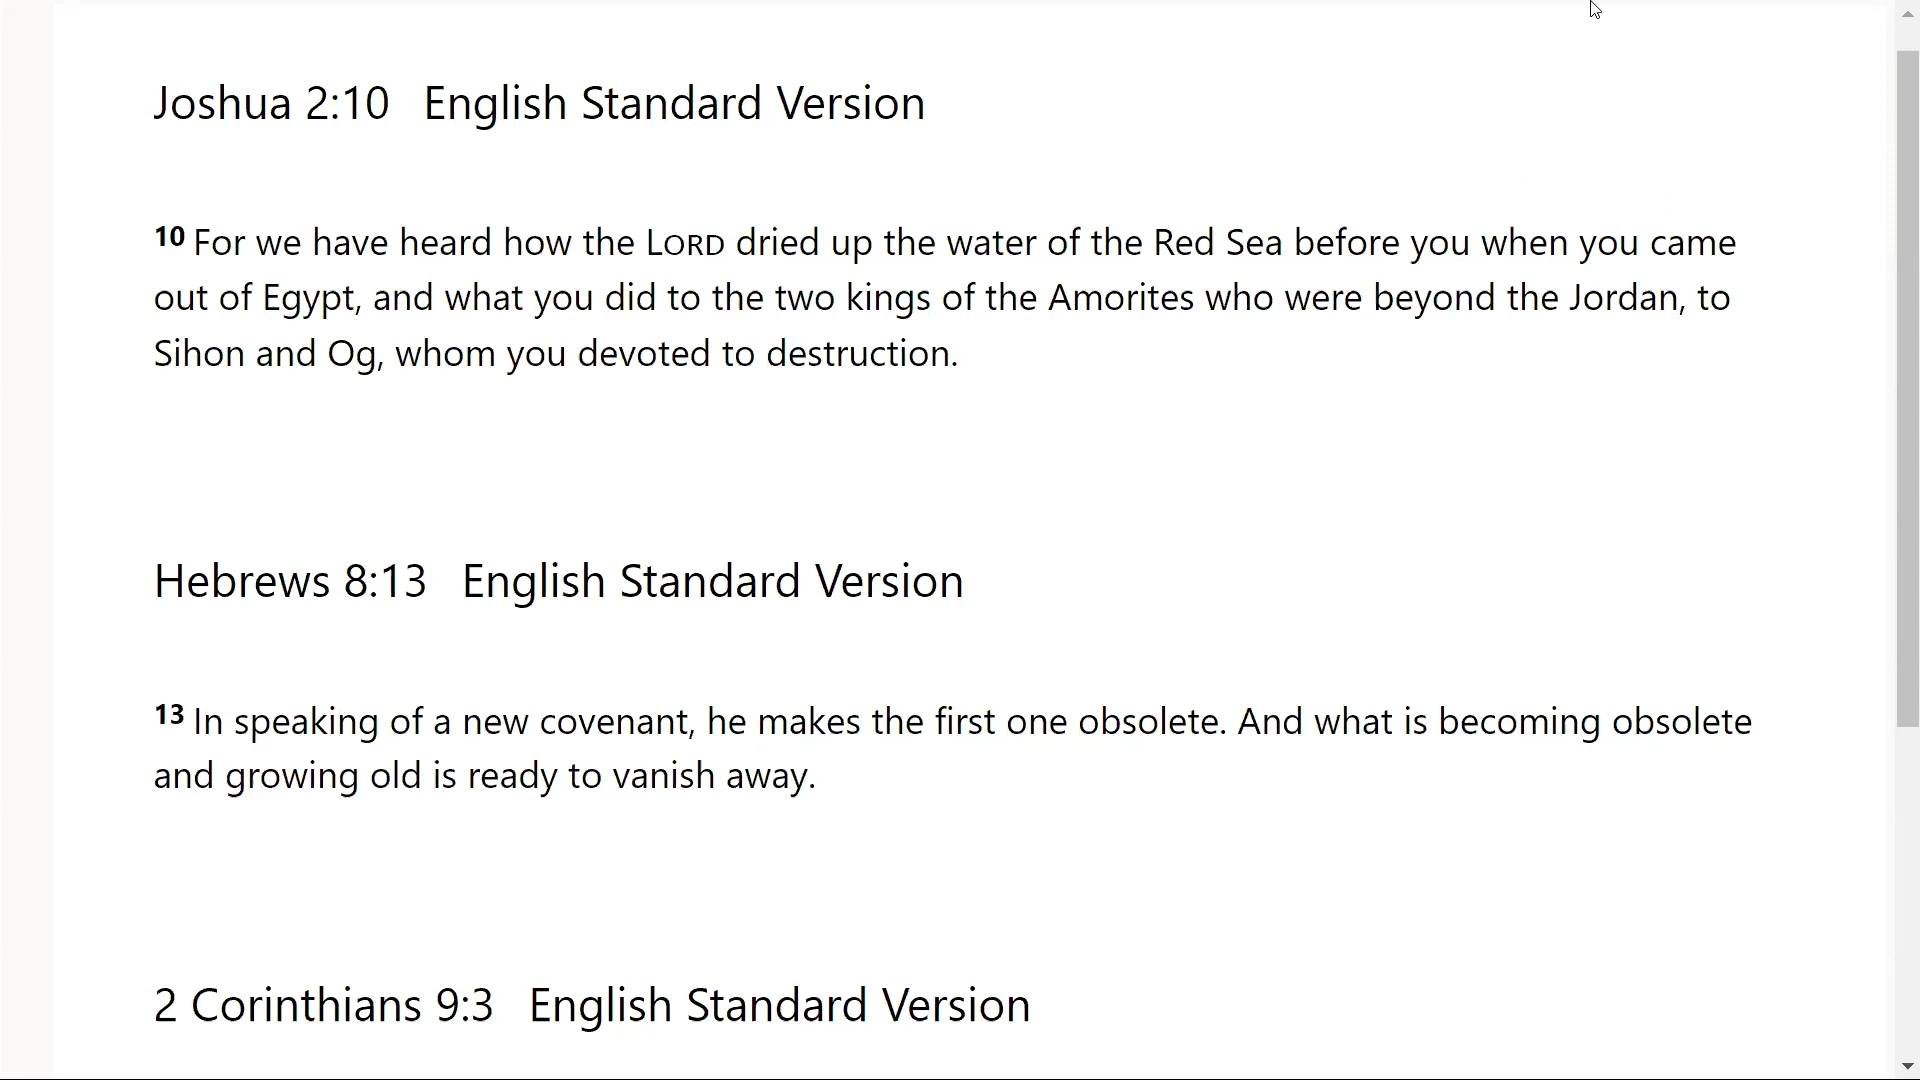 Joshua 2:10 English Standard Version
10 For we have heard how the LORD dried up the water of the Red Sea before you when you came
out of Egypt, and what you did to the two kings of the Amorites who were beyond the Jordan, to
Sihon and Og, whom you devoted to destruction.
Hebrews 8:13 English Standard Version
13 In speaking of a new covenant, he makes the first one obsolete. And what is becoming obsolete
and growing old is ready to vanish away.
2 Corinthians 9:3 English Standard Version